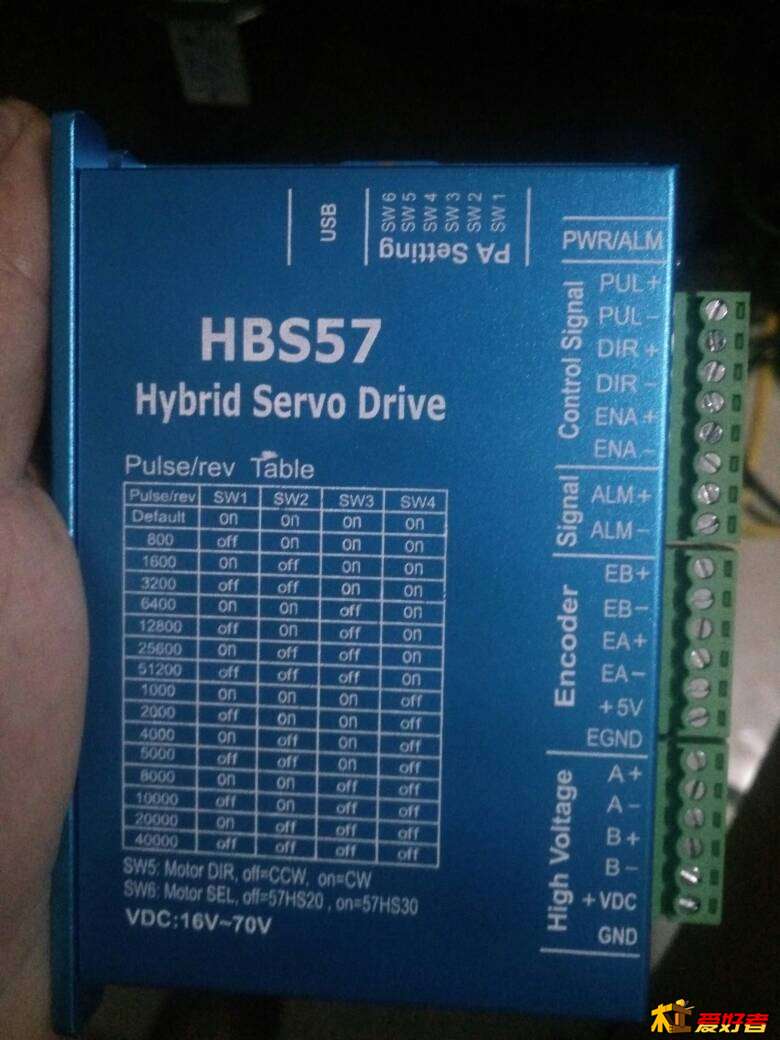 USB
SW 6
SW 5
SW 4
SW 3
SW 2
SW 1
PA Setting
HBS57
Hybrid Servo Drive
Pulse/rev Table
Pulse/rev SW1 SW2 SW3 SW4
Default on on on on
800 off on on on
1600 on off on on
3200 off off on on
6400 on on off on
12800 off on off on
25600 on off off on
51200 off off off on
1000 on on on off
2000 off on on off
4000 on off on off
5000 off off on off
8000 on on off off
10000 off on off off
20000 on off off off
40000 off off off off
SW5: Motor DIR, off=CCW, on=CW
SW6: Motor SEL, off=57HS20 , on=57HS30
VDC:16V~70V
PWR/ALM
Control Signal
PUL +
PUL -
DIR +
DIR -
ENA +
ENA -
Signal
ALM +
ALM -
Encoder
EB+
EB-
EA+
EA-
+5V
EGND
High Voltage
A+
A-
B+
B-
+VDC
GND
爱好者